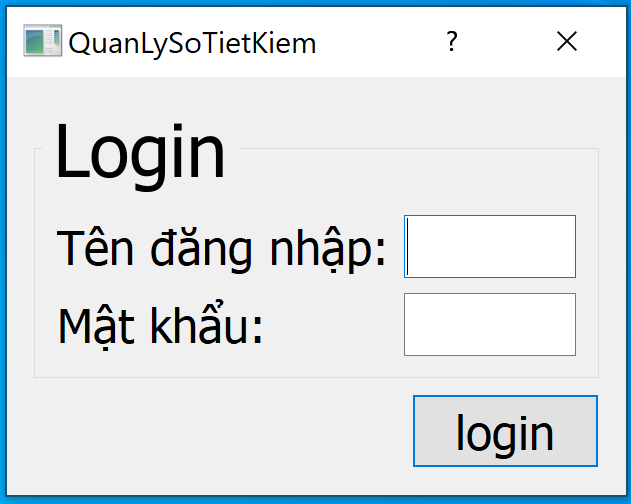 QuanLySoTietKiem ?
Login
Tên đăng nhập:
Mật khẩu:
login